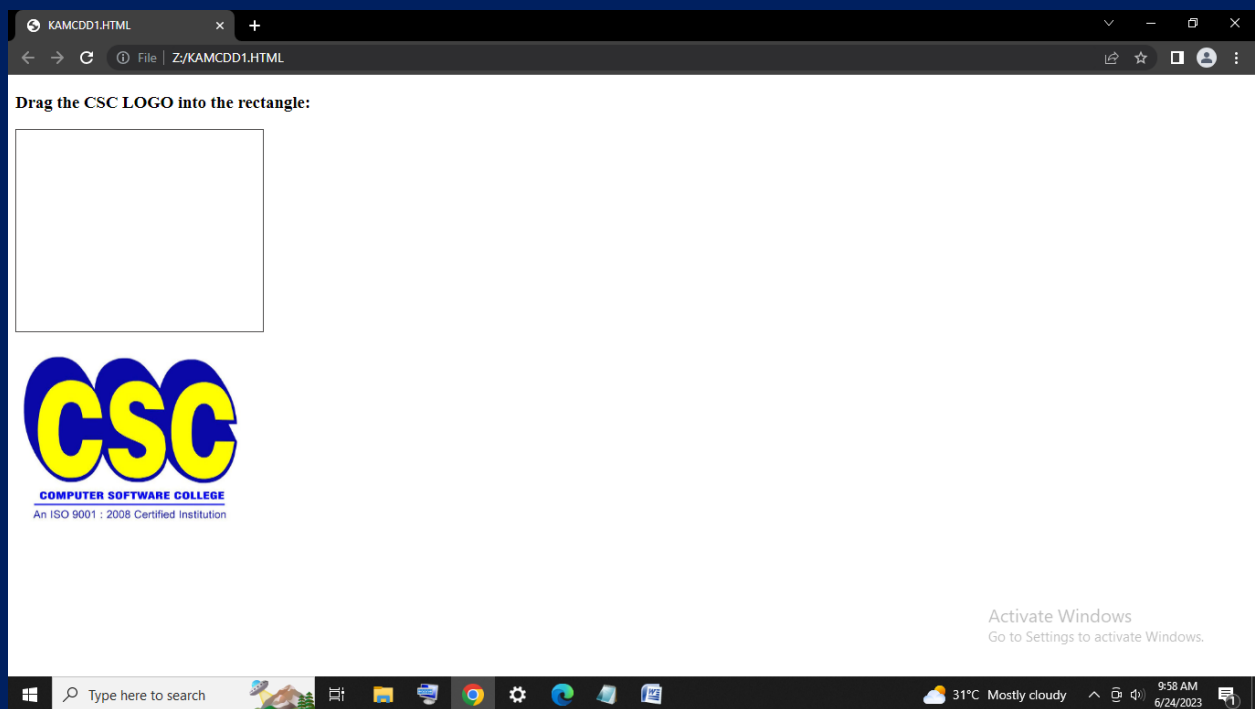 KAMCDD1.HTML
File Z:/KAMCDD1.HTML
Drag the CSC LOGO into the rectangle:
CSC
COMPUTER SOFTWARE COLLEGE
An ISO 9001 : 2008 Certified Institution
Activate Windows
Go to Settings to activate Windows.
Type here to search
31°C Mostly cloudy
9:58 AM
6/24/2023
1